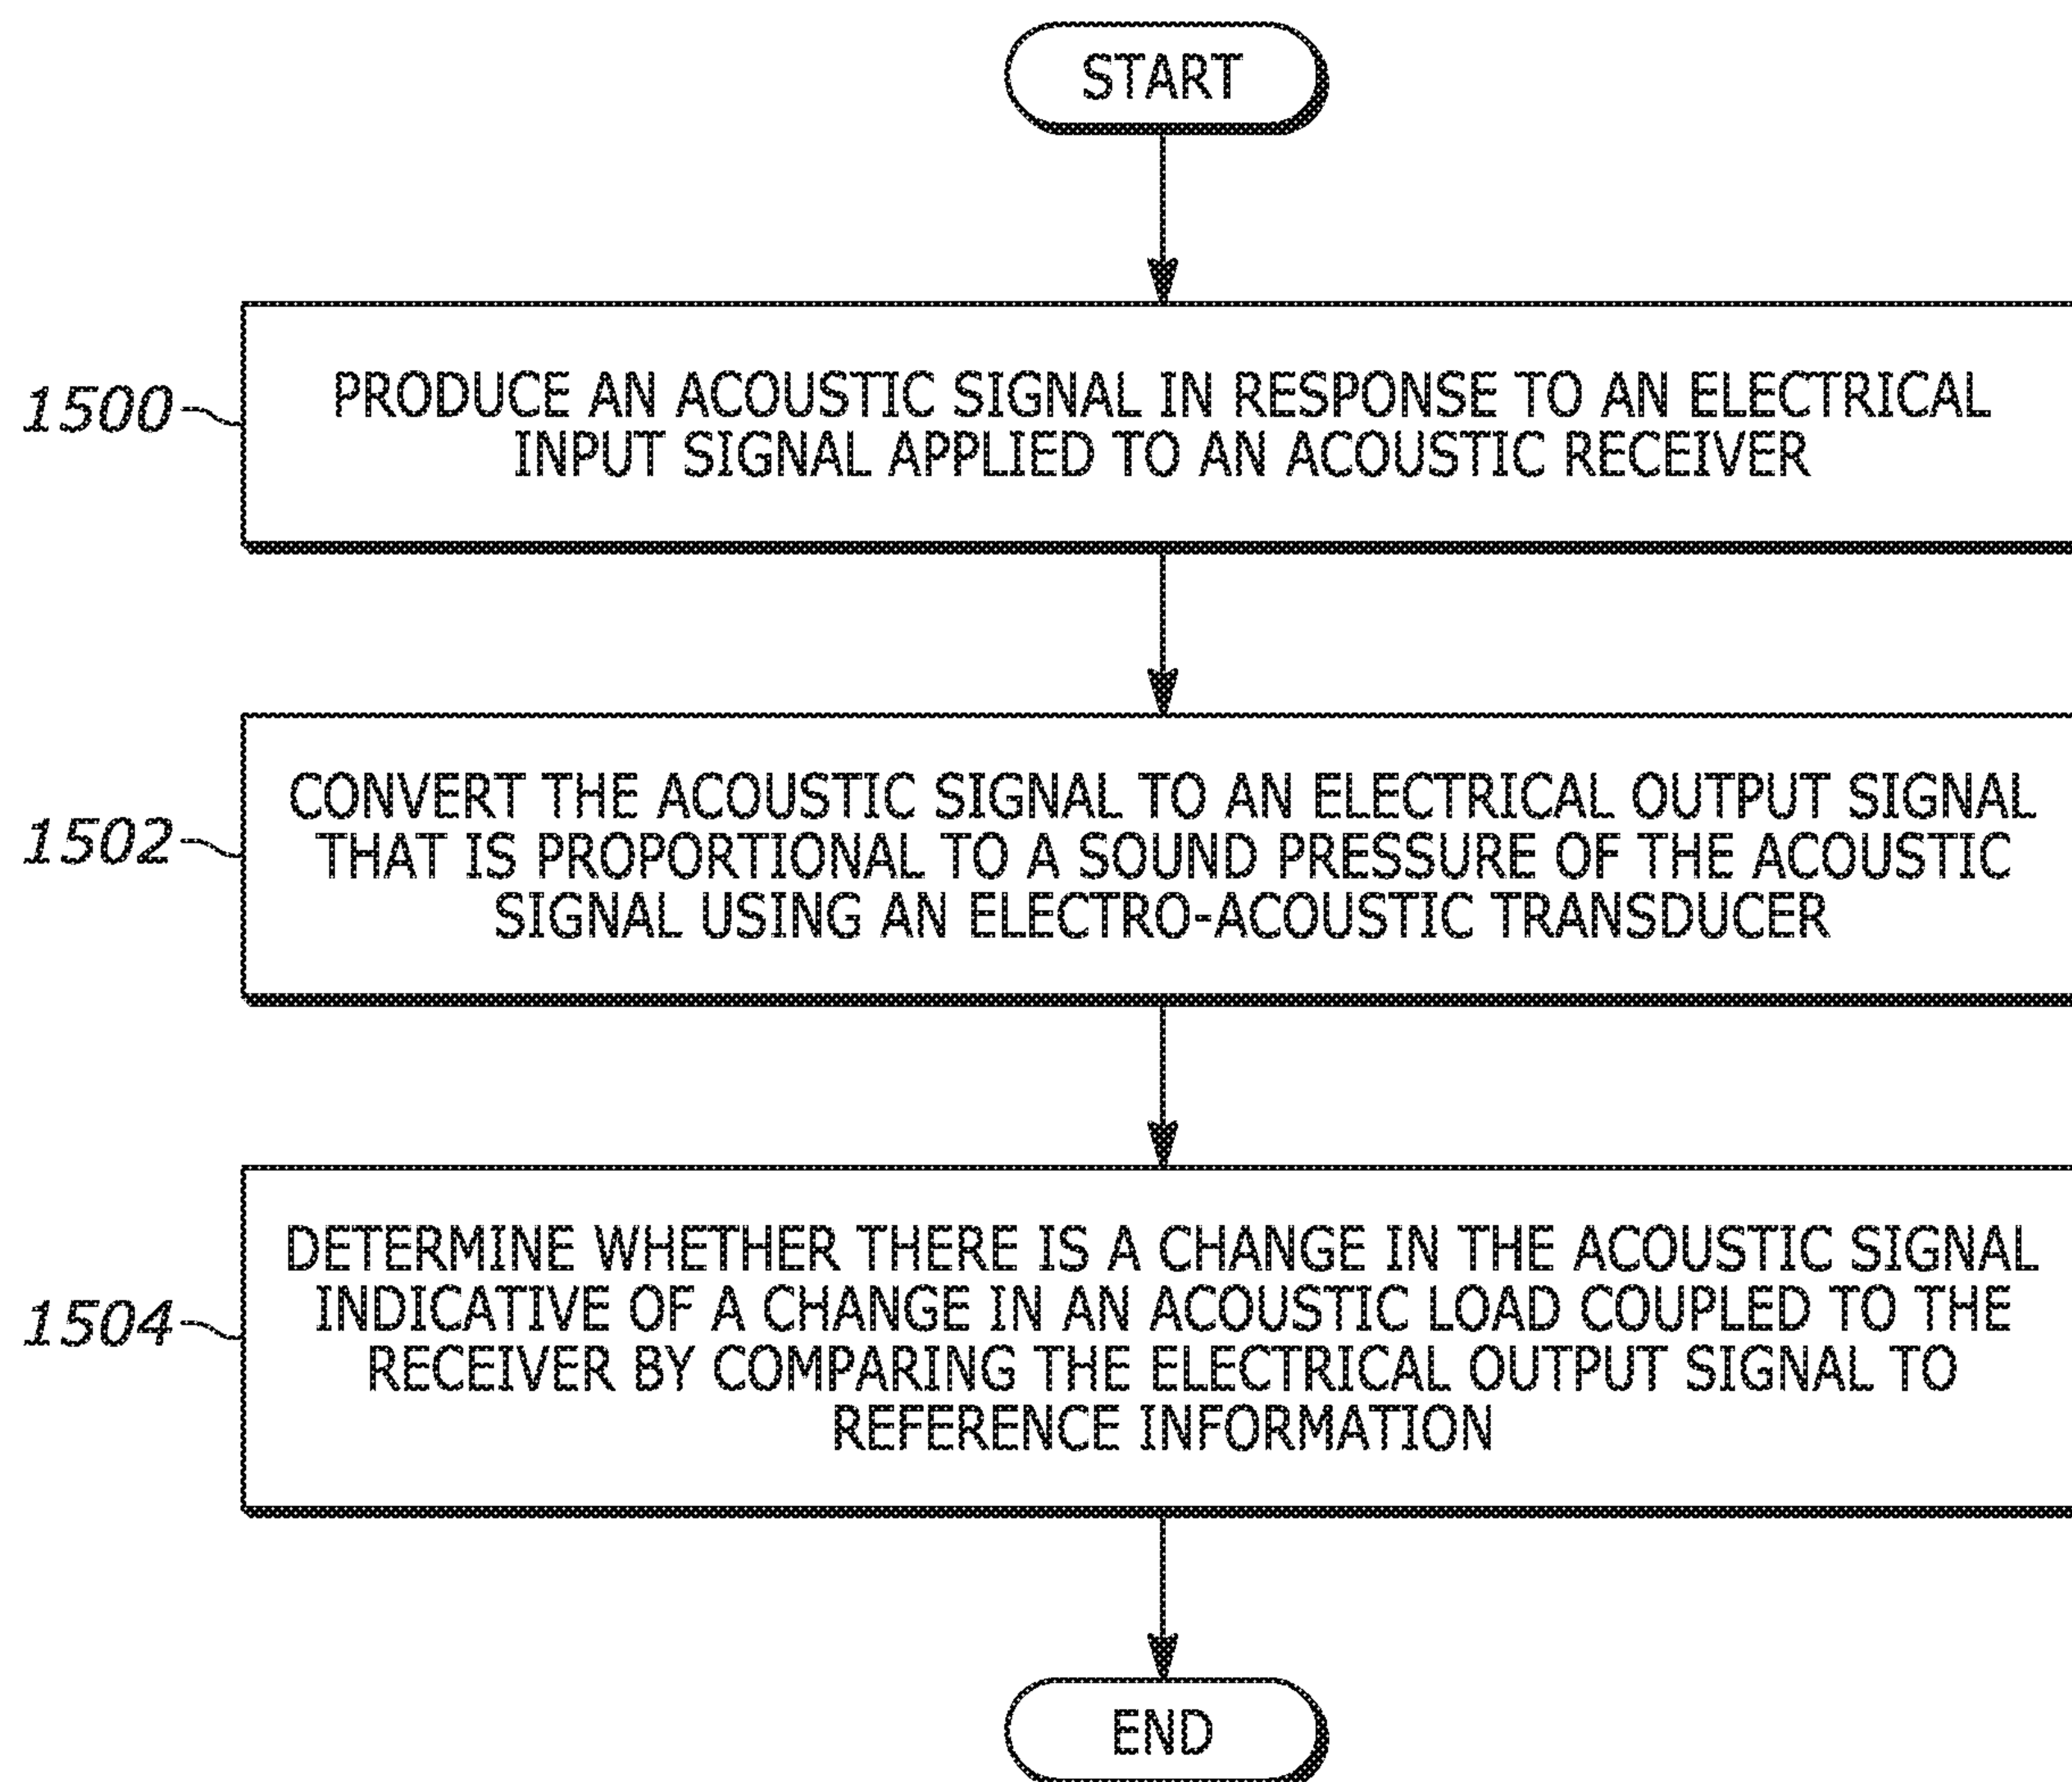 START
1500
PRODUCE AN ACOUSTIC SIGNAL IN RESPONSE TO AN ELECTRICAL
INPUT SIGNAL APPLIED TO AN ACOUSTIC RECEIVER
1502
CONVERT THE ACOUSTIC SIGNAL TO AN ELECTRICAL OUTPUT SIGNAL
THAT IS PROPORTIONAL TO A SOUND PRESSURE OF THE ACOUSTIC
SIGNAL USING AN ELECTRO-ACOUSTIC TRANSDUCER
1504
DETERMINE WHETHER THERE IS A CHANGE IN THE ACOUSTIC SIGNAL
INDICATIVE OF A CHANGE IN AN ACOUSTIC LOAD COUPLED TO THE
RECEIVER BY COMPARING THE ELECTRICAL OUTPUT SIGNAL TO
REFERENCE INFORMATION
END